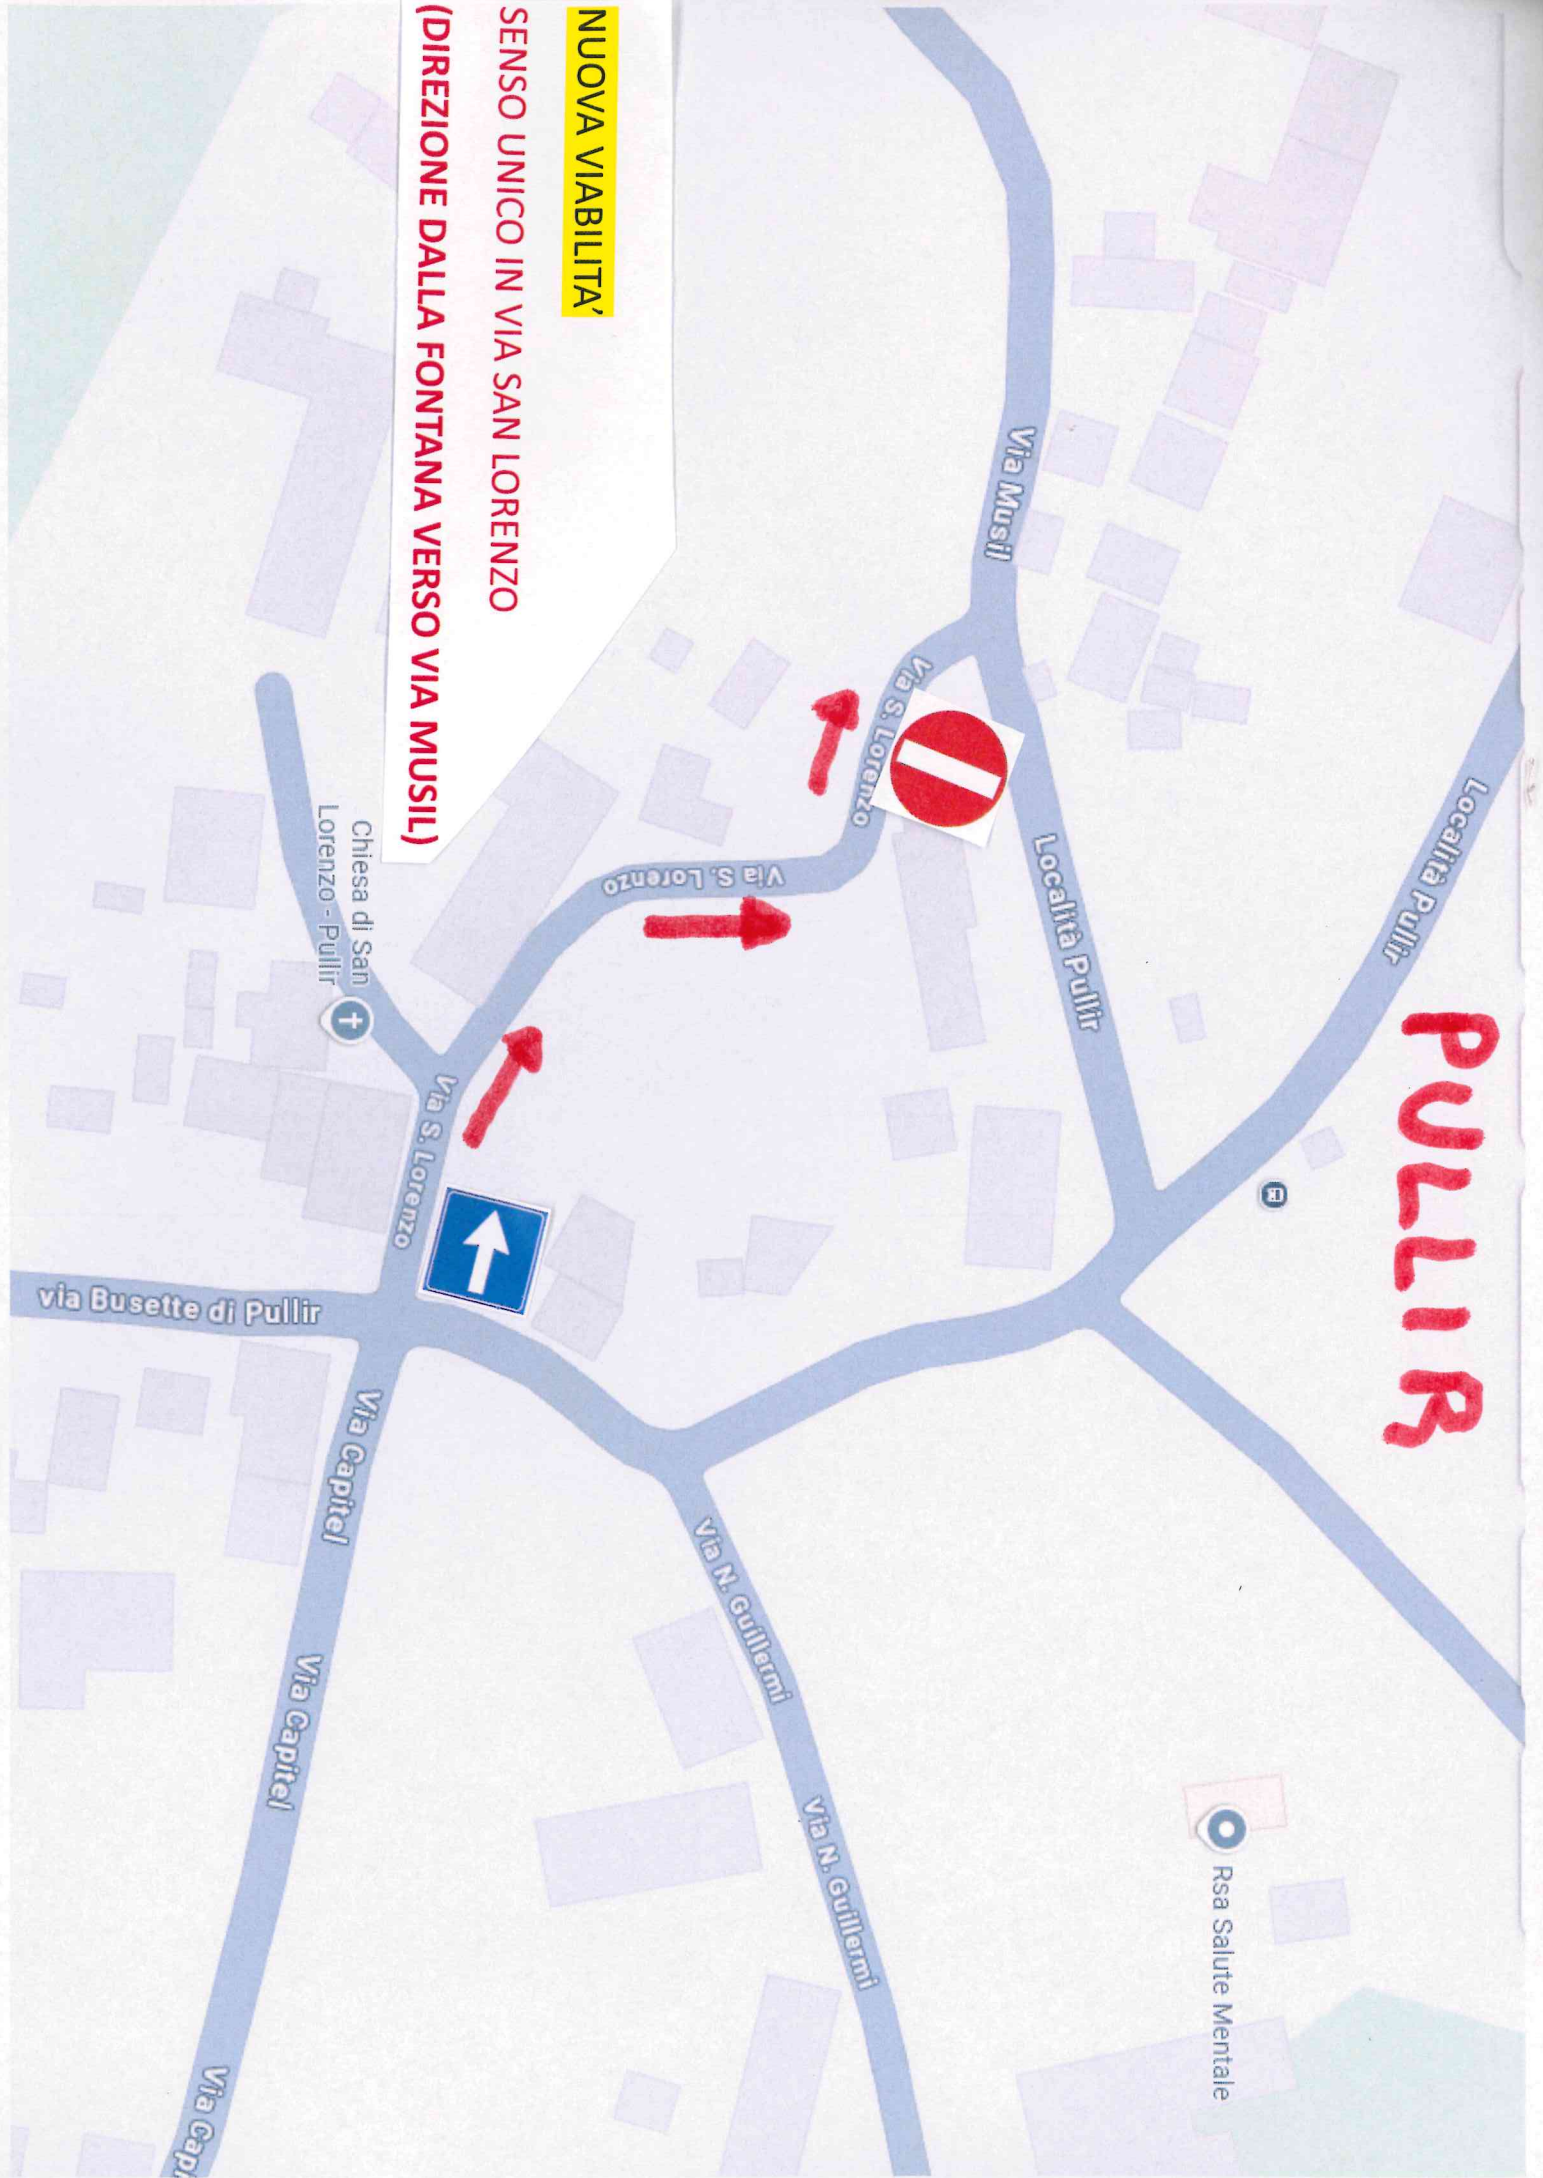 PULLIR
Località Pullir
Rsa Salute Mentale
Località Pullir
Via Musil
Via S. Lorenzo
Via S. Lorenzo
Via N. Guillermi
Via N. Guillermi
NUOVA VIABILITA'
SENSO UNICO IN VIA SAN LORENZO
(DIREZIONE DALLA FONTANA VERSO VIA MUSIL)
Via S. Lorenzo
Chiesa di San
Lorenzo - Pullir
via Busette di Pullir
Via Capitel
Via Capitel
Via Capi